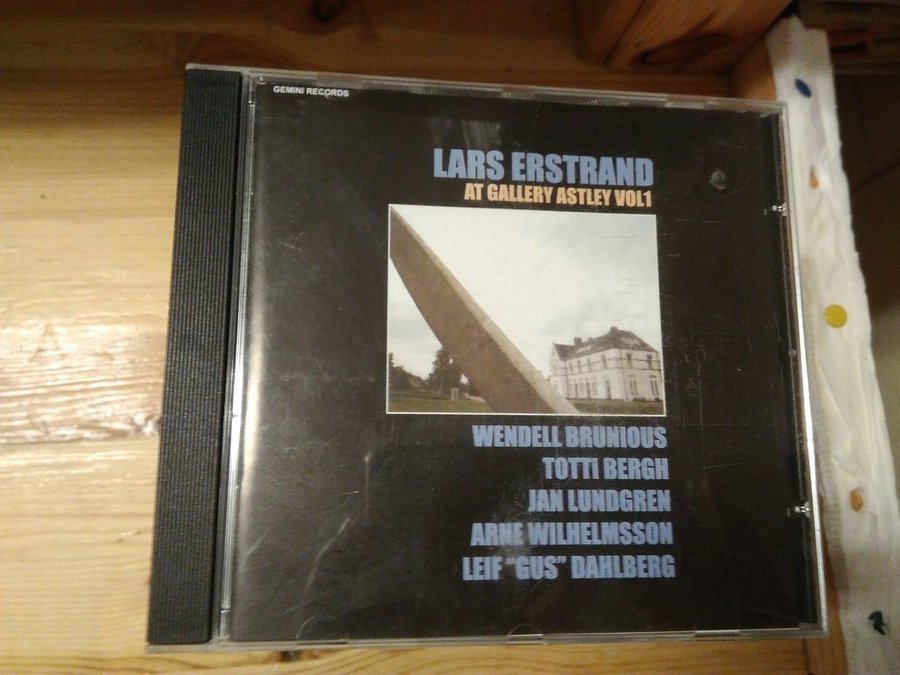 GEMINI RECORDS
LARS ERSTRAND
AT GALLERY ASTLEY VOL1
WENDELL BRUNIOUS
TOTTI BERGH
JAN LUNDGREN
ARNE WILHELMSSON
LEIF "GUS" DAHLBERG